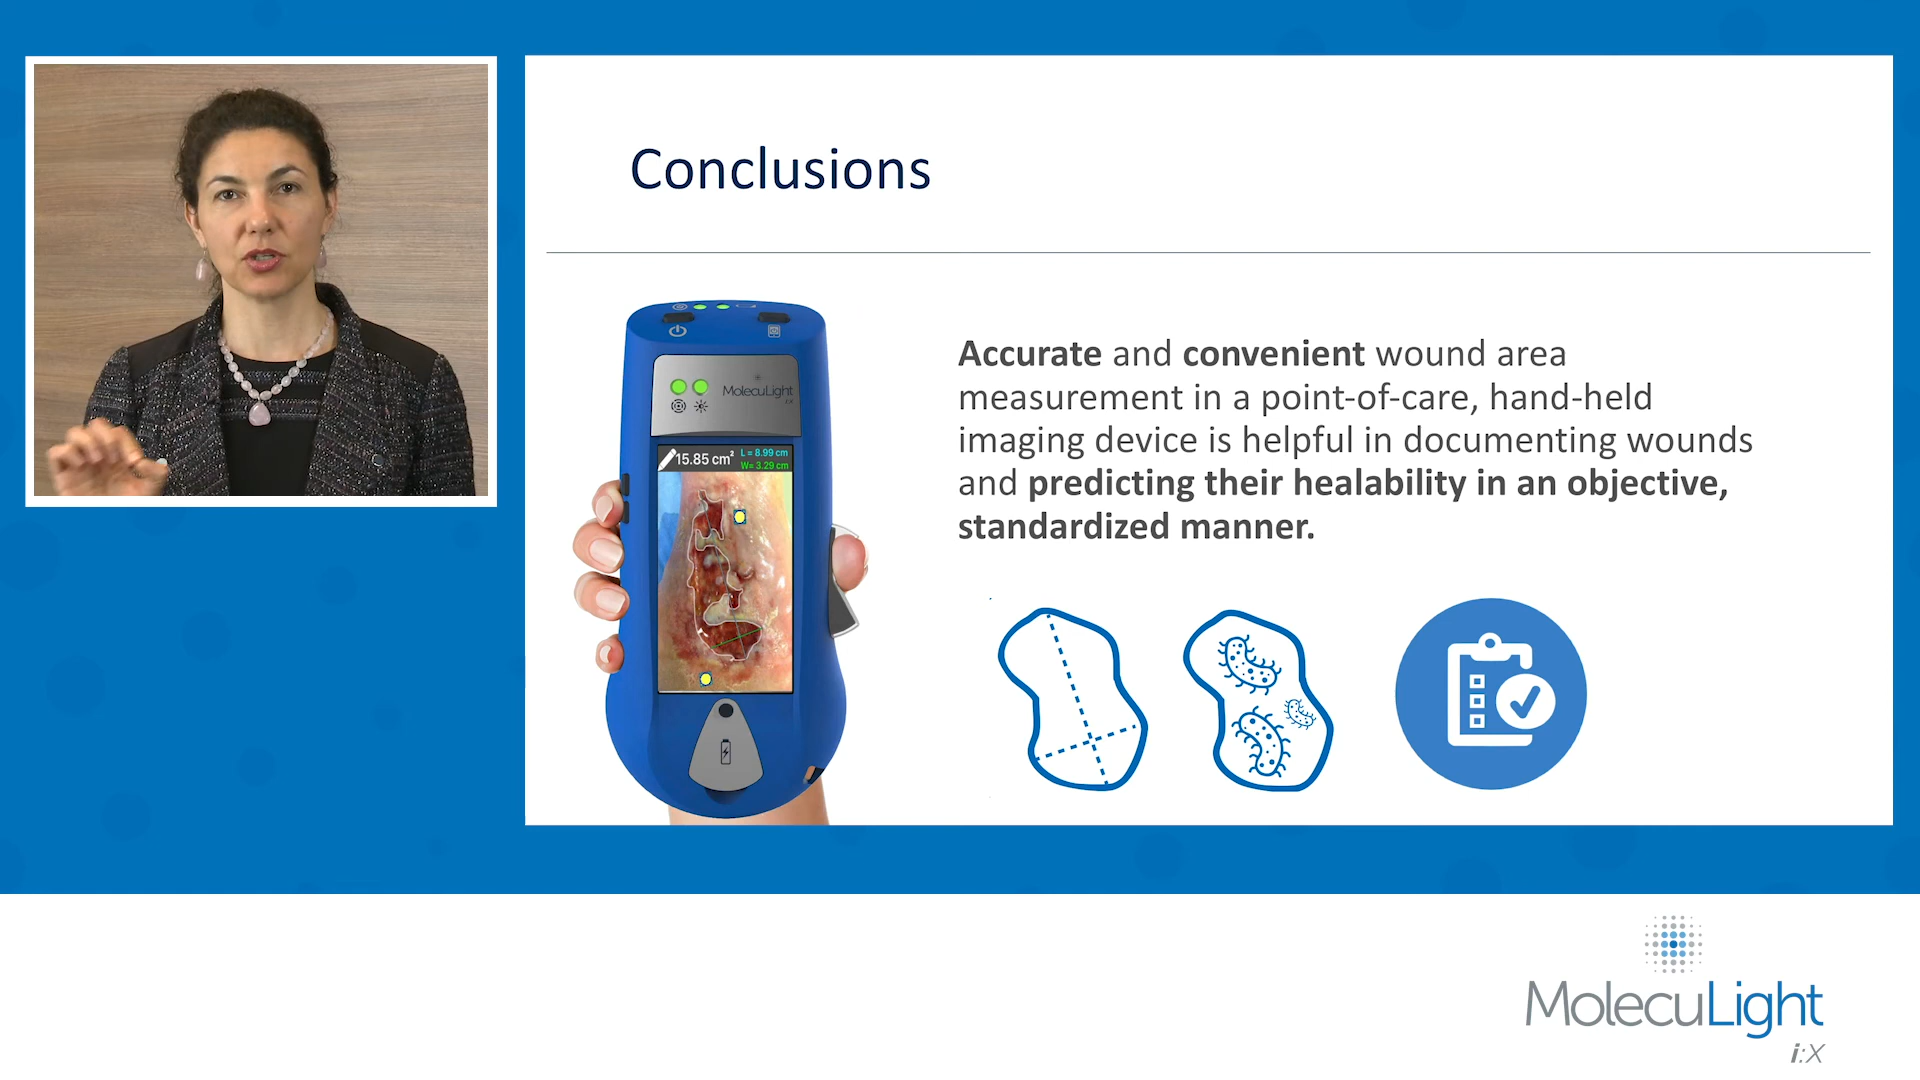 Conclusions
MolecuLight
i:X
15.85 cm²
L = 8.99 cm
W= 3.29 cm
Accurate and convenient wound area
measurement in a point-of-care, hand-held
imaging device is helpful in documenting wounds
and predicting their healability in an objective,
standardized manner.
MolecuLight
i:X